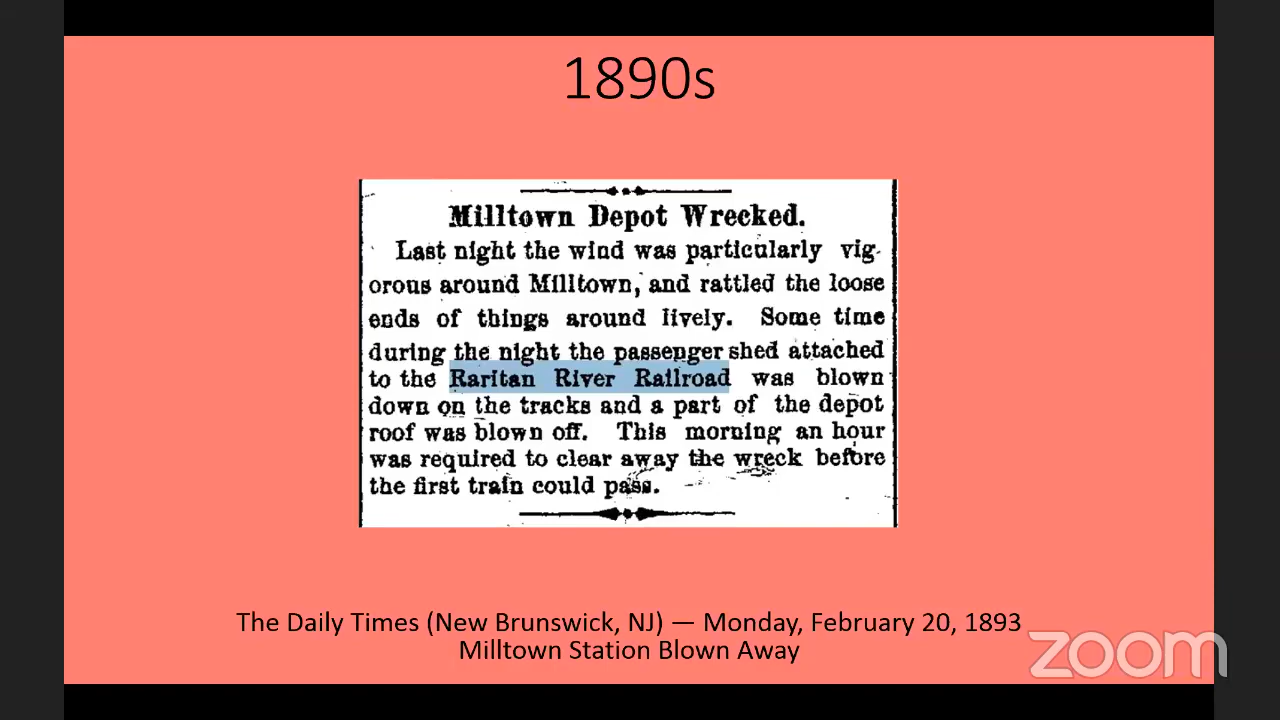 1890s
Milltown Depot Wrecked.
Last night the wind was particularly vig-
orous around Milltown, and rattled the loose
ends of things around lively. Some time
during the night the passenger shed attached
to the Raritan River Railroad was blown
down on the tracks and a part of the depot
roof was blown off. This morning an hour
was required to clear away the wreck before
the first train could pass.
The Daily Times (New Brunswick, NJ) — Monday, February 20, 1893
Milltown Station Blown Away
zoom